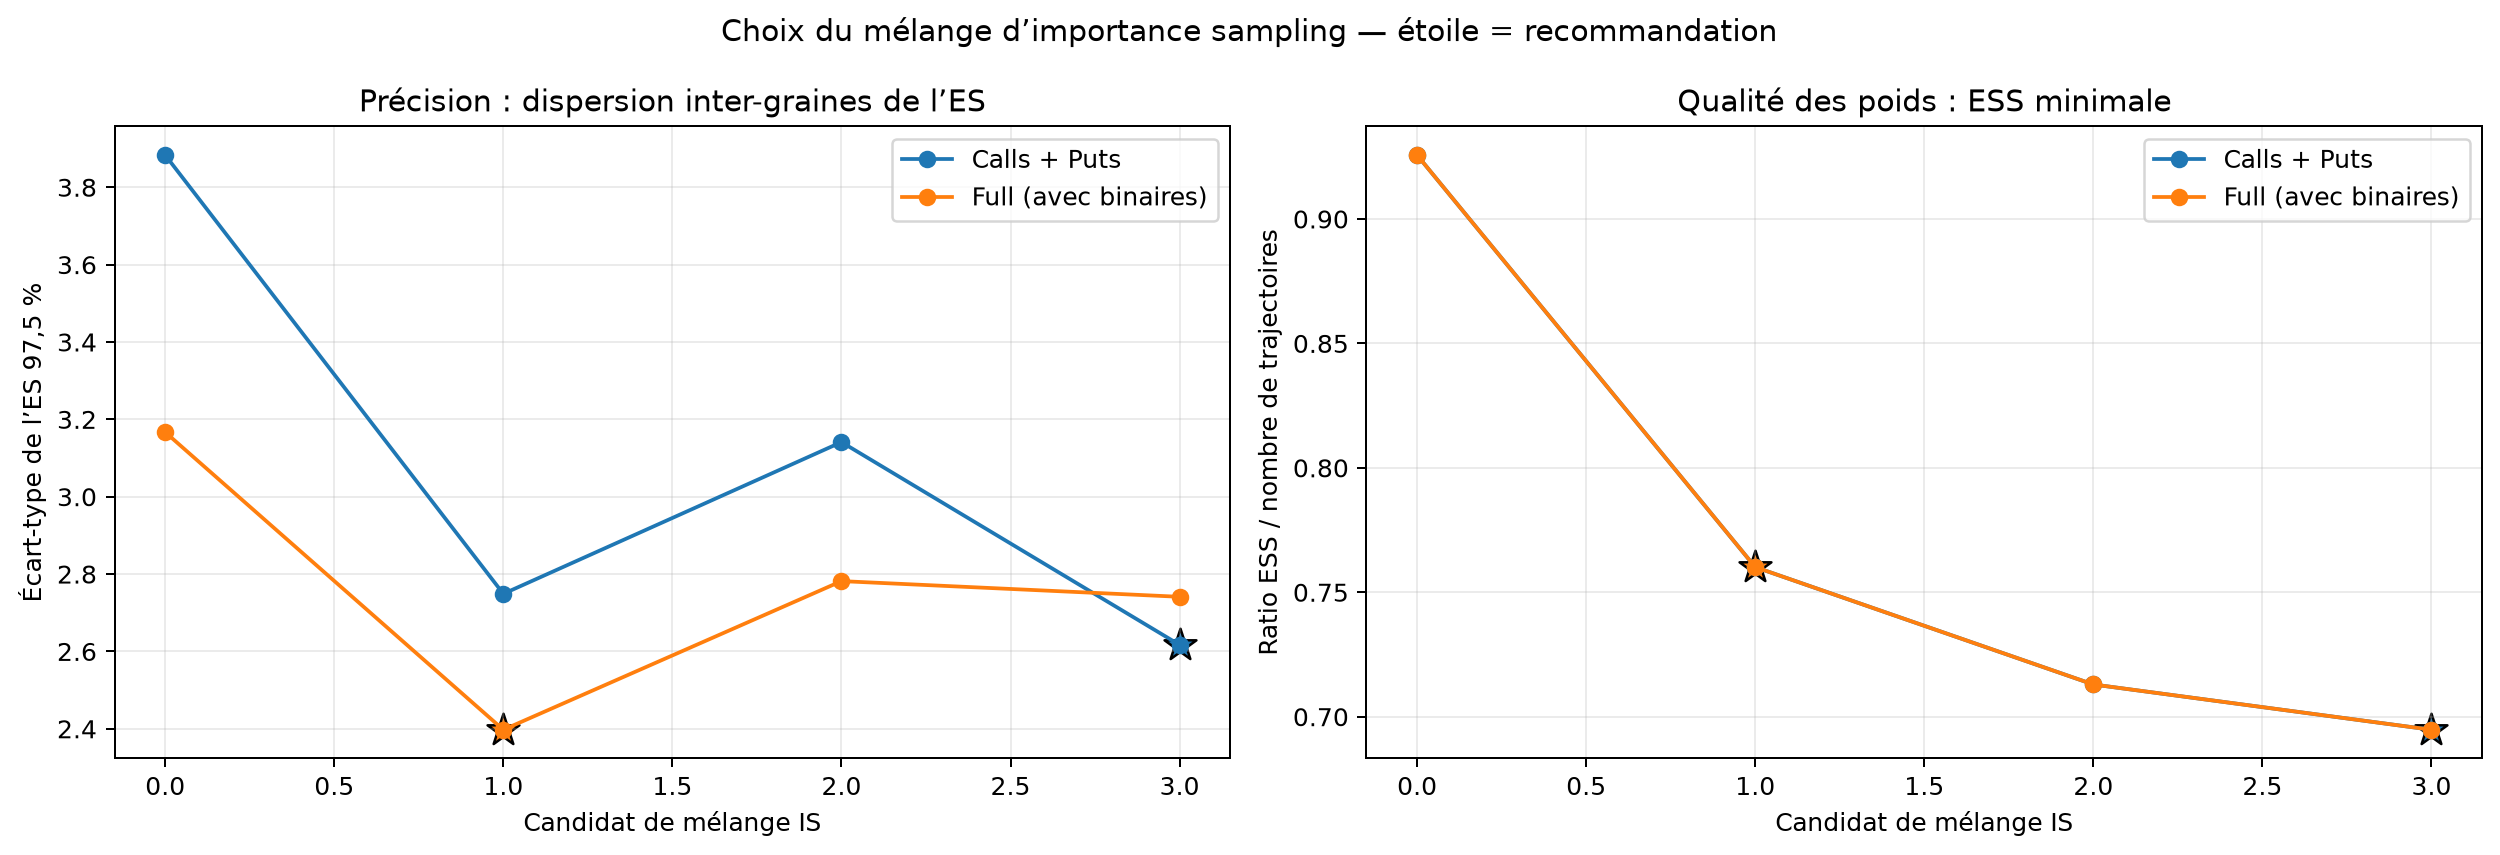 Choix du mélange d’importance sampling — étoile = recommandation
Précision : dispersion inter-graines de l’ES
Écart-type de l’ES 97,5 %
3.8
3.6
3.4
3.2
3.0
2.8
2.6
2.4
Calls + Puts
Full (avec binaires)
0.0 0.5 1.0 1.5 2.0 2.5 3.0
Candidat de mélange IS
Qualité des poids : ESS minimale
Ratio ESS / nombre de trajectoires
0.90
0.85
0.80
0.75
0.70
Calls + Puts
Full (avec binaires)
0.0 0.5 1.0 1.5 2.0 2.5 3.0
Candidat de mélange IS